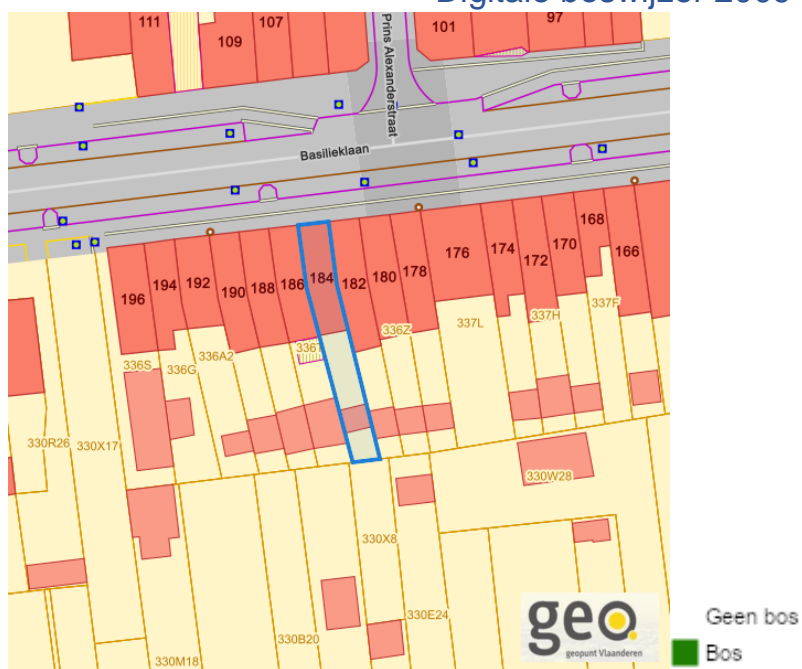 111
109
107
101
97
Prins Alexanderstraat
Basilieklaan
196
194
192
190
188
186
184
182
180
178
176
174
172
170
168
166
336S
336G
336A2
336Z
337L
337H
337F
330R26
330X17
330W28
330X8
330E24
330B20
330M18
geo
geopunt Vlaanderen
Geen bos
Bos